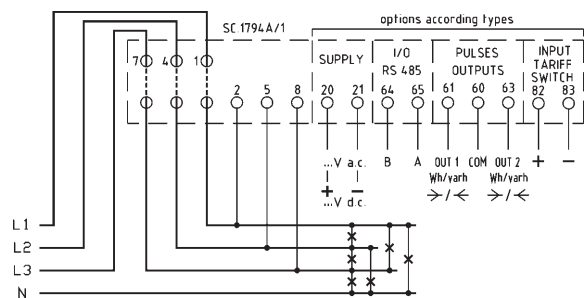 options according types
SC.1794A/1
SUPPLY
I/O
RS 485
PULSES
OUTPUTS
INPUT
TARIFF
SWITCH
7 4 1
2 5 8 20 21 64 65 61 60 63 82 83
...V a.c.
+ −
...V d.c.
B A OUT 1 COM OUT 2 + −
Wh/varh Wh/varh
L1
L2
L3
N